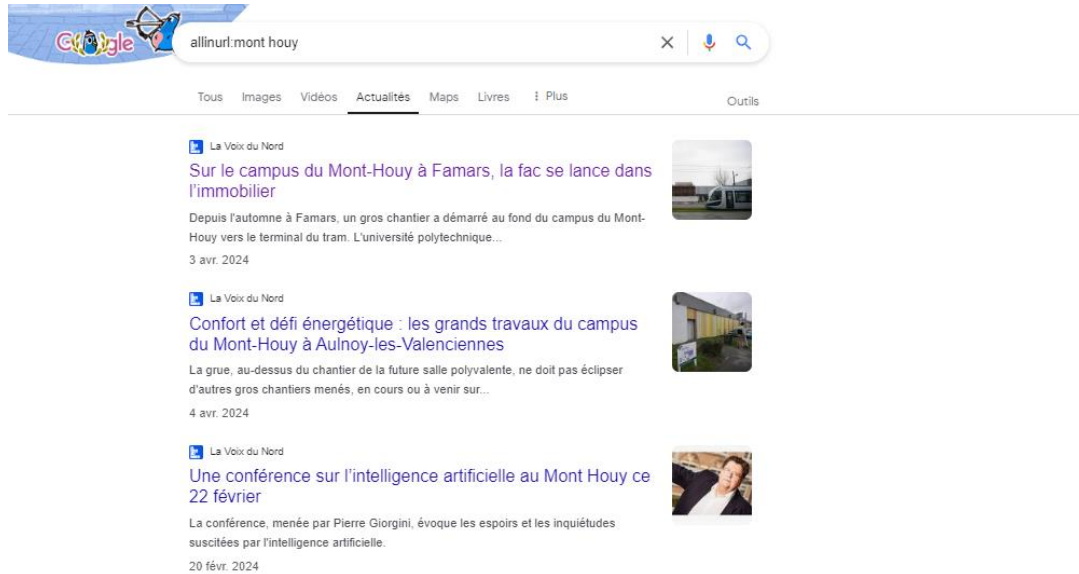 Google
allinurl:mont houy
Tous Images Vidéos Actualités Maps Livres Plus Outils
La Voix du Nord
Sur le campus du Mont-Houy à Famars, la fac se lance dans
l'immobilier
Depuis l'automne à Famars, un gros chantier a démarré au fond du campus du Mont-
Houy vers le terminal du tram. L'université polytechnique...
3 avr. 2024
La Voix du Nord
Confort et défi énergétique : les grands travaux du campus
du Mont-Houy à Aulnoy-les-Valenciennes
La grue, au-dessus du chantier de la future salle polyvalente, ne doit pas éclipser
d'autres gros chantiers menés, en cours ou à venir sur...
4 avr. 2024
La Voix du Nord
Une conférence sur l'intelligence artificielle au Mont Houy ce
22 février
La conférence, menée par Pierre Giorgini, évoque les espoirs et les inquiétudes
suscitées par l'intelligence artificielle.
20 févr. 2024